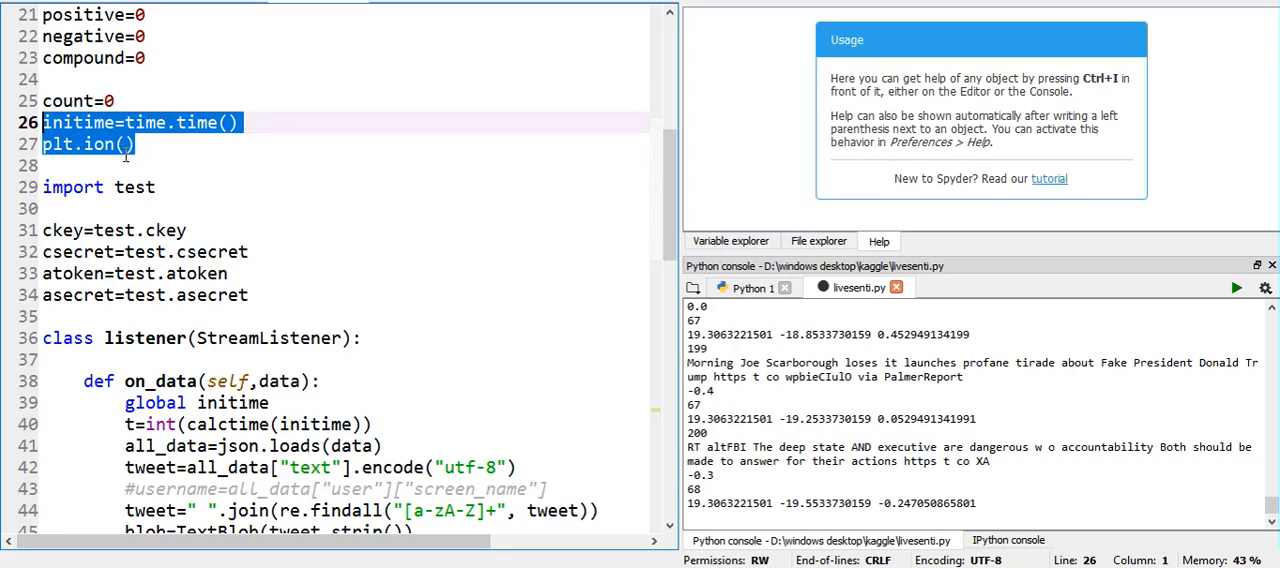 21 positive=0
22 negative=0
23 compound=0
24
25 count=0
26 initime=time.time()
27 plt.ion()
28
29 import test
30
31 ckey=test.ckey
32 csecret=test.csecret
33 atoken=test.atoken
34 asecret=test.asecret
35
36 class listener(StreamListener):
37
38 def on_data(self,data):
39 global initime
40 t=int(calctime(initime))
41 all_data=json.loads(data)
42 tweet=all_data["text"].encode("utf-8")
43 #username=all_data["user"]["screen_name"]
44 tweet=" ".join(re.findall("[a-zA-Z]+", tweet))
45 blob=TextBlob(tweet.strip())
Usage
Here you can get help of any object by pressing Ctrl+I in
front of it, either on the Editor or the Console.
Help can also be shown automatically after writing a left
parenthesis next to an object. You can activate this
behavior in Preferences > Help.
New to Spyder? Read our tutorial
Variable explorer File explorer Help
Python console - D:\windows desktop\kaggle\livesenti.py
Python 1 livesenti.py
0.0
67
19.3063221501 -18.8533730159 0.452949134199
199
Morning Joe Scarborough loses it launches profane tirade about Fake President Donald Tr
ump https t co wpbieCIulO via PalmerReport
-0.4
67
19.3063221501 -19.2533730159 0.0529491341991
200
RT altFBI The deep state AND executive are dangerous w o accountability Both should be
made to answer for their actions https t co XA
-0.3
68
19.3063221501 -19.5533730159 -0.247050865801
Python console - D:\windows desktop\kaggle\livesenti.py IPython console
Permissions: RW End-of-lines: CRLF Encoding: UTF-8 Line: 26 Column: 1 Memory: 43 %